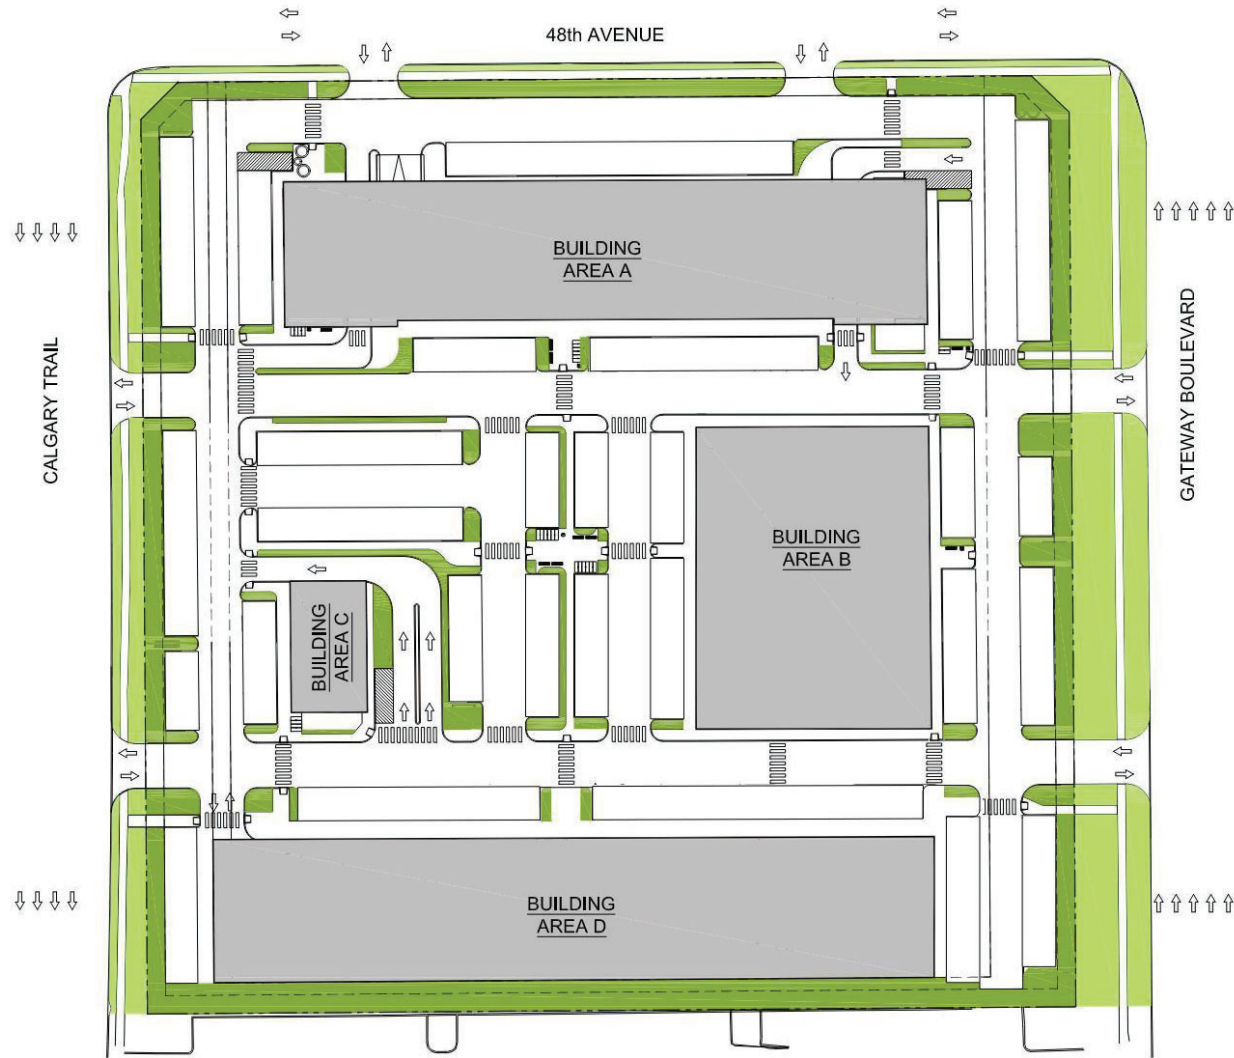 48th AVENUE
BUILDING
AREA A
CALGARY TRAIL
GATEWAY BOULEVARD
BUILDING
AREA B
BUILDING
AREA C
BUILDING
AREA D